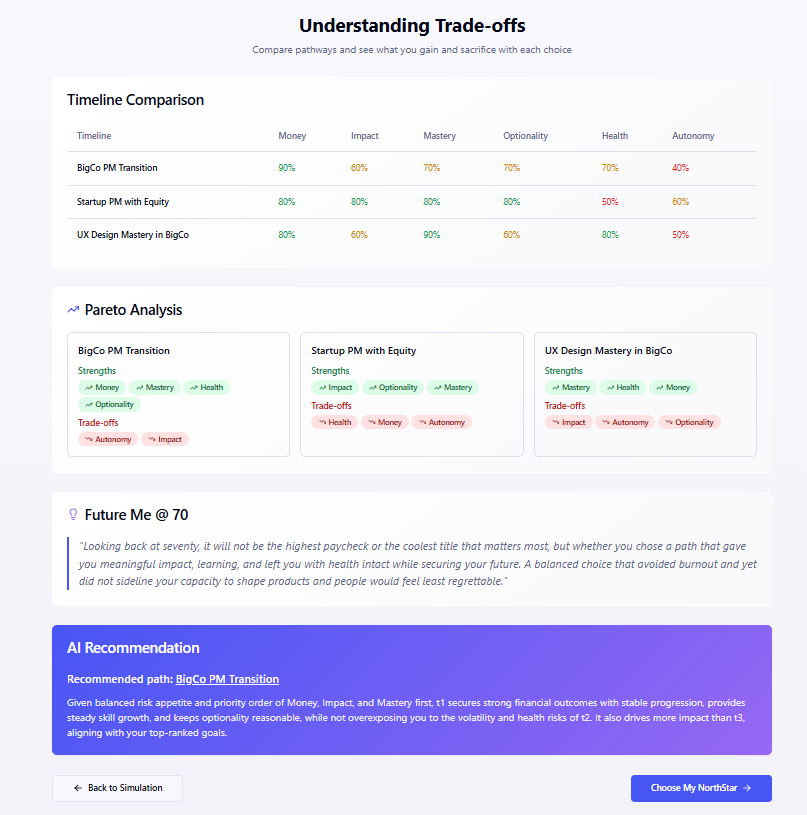 Understanding Trade-offs
Compare pathways and see what you gain and sacrifice with each choice
Timeline Comparison
Timeline Money Impact Mastery Optionality Health Autonomy
BigCo PM Transition 90% 60% 70% 70% 70% 40%
Startup PM with Equity 80% 80% 80% 80% 50% 60%
UX Design Mastery in BigCo 80% 60% 90% 60% 80% 50%
Pareto Analysis
BigCo PM Transition
Strengths
Money Mastery Health
Optionality
Trade-offs
Autonomy Impact
Startup PM with Equity
Strengths
Impact Optionality Mastery
Trade-offs
Health Money Autonomy
UX Design Mastery in BigCo
Strengths
Mastery Health Money
Trade-offs
Impact Autonomy Optionality
Future Me @ 70
"Looking back at seventy, it will not be the highest paycheck or the coolest title that matters most, but whether you chose a path that gave
you meaningful impact, learning, and left you with health intact while securing your future. A balanced choice that avoided burnout and yet
did not sideline your capacity to shape products and people would feel least regrettable."
AI Recommendation
Recommended path: BigCo PM Transition
Given balanced risk appetite and priority order of Money, Impact, and Mastery first, t1 secures strong financial outcomes with stable progression, provides
steady skill growth, and keeps optionality reasonable, while not overexposing you to the volatility and health risks of t2. It also drives more impact than t3,
aligning with your top-ranked goals.
← Back to Simulation
Choose My NorthStar →